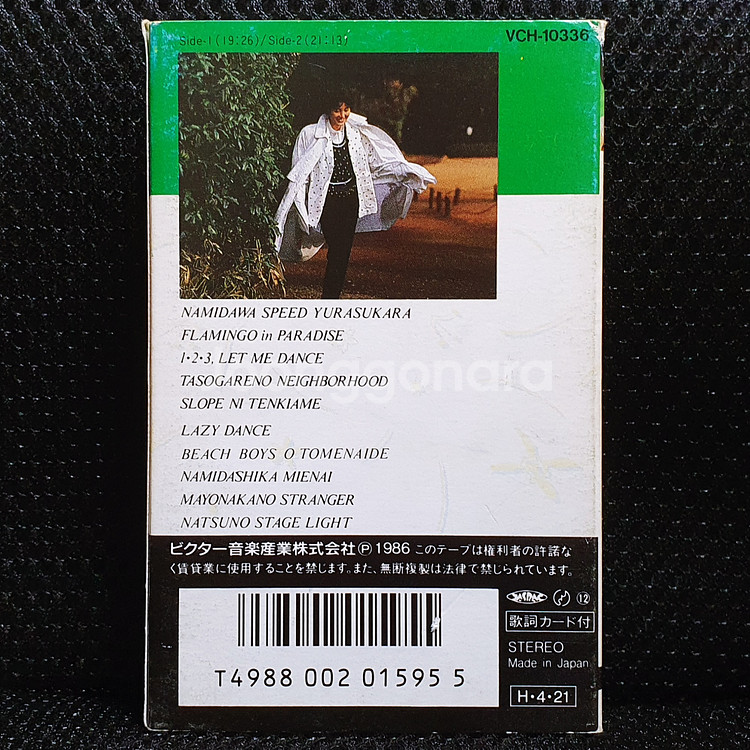 Side-1(19:26)/Side-2(21:13)
VCH-10336
NAMIDAWA SPEED YURASUKARA
FLAMINGO in PARADISE
1•2•3, LET ME DANCE
TASOGARENO NEIGHBORHOOD
SLOPE NI TENKIAME
LAZY DANCE
BEACH BOYS O TOMENAIDE
NAMIDASHIKA MIENAI
MAYONAKANO STRANGER
NATSUNO STAGE LIGHT
ビクター音楽産業株式会社Ⓟ1986 このテープは権利者の許諾な
く賃貸業に使用することを禁じます。また、無断複製は法律で禁じられています。
⑫
歌詞カード付
STEREO
Made in Japan
H•4•21
T4988 002 01595 5